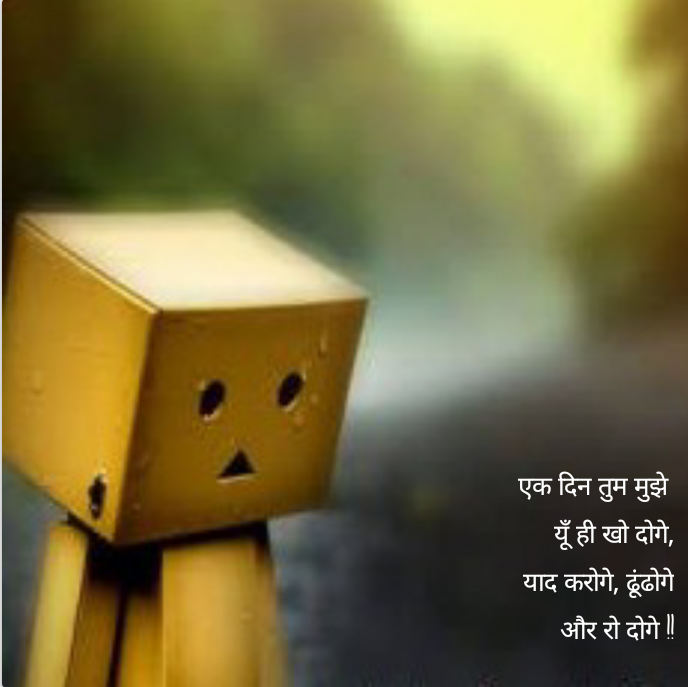 एक दिन तुम मुझे
यूँ ही खो दोगे,
याद करोगे, ढूंढोगे
और रो दोगे !!